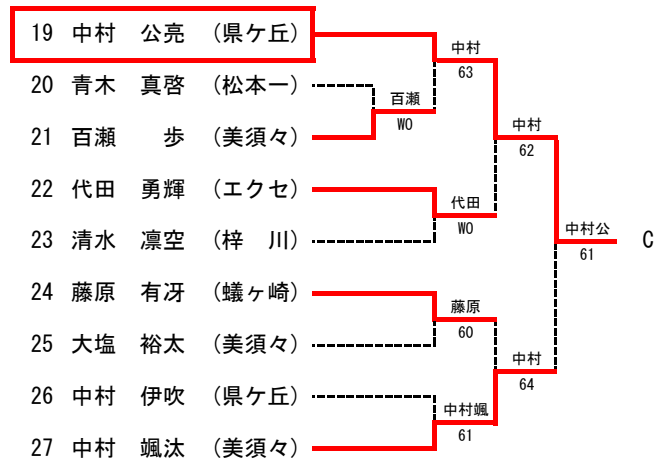 19 中村 公亮 (県ケ丘)
中村
63
20 青木 真啓 (松本一)
百瀬
WO
21 百瀬 歩 (美須々)
中村
62
22 代田 勇輝 (エクセ)
代田
WO
23 清水 凛空 (梓 川)
中村公
61
C
24 藤原 有冴 (蟻ヶ崎)
藤原
60
25 大塩 裕太 (美須々)
中村
64
26 中村 伊吹 (県ケ丘)
中村颯
61
27 中村 颯汰 (美須々)